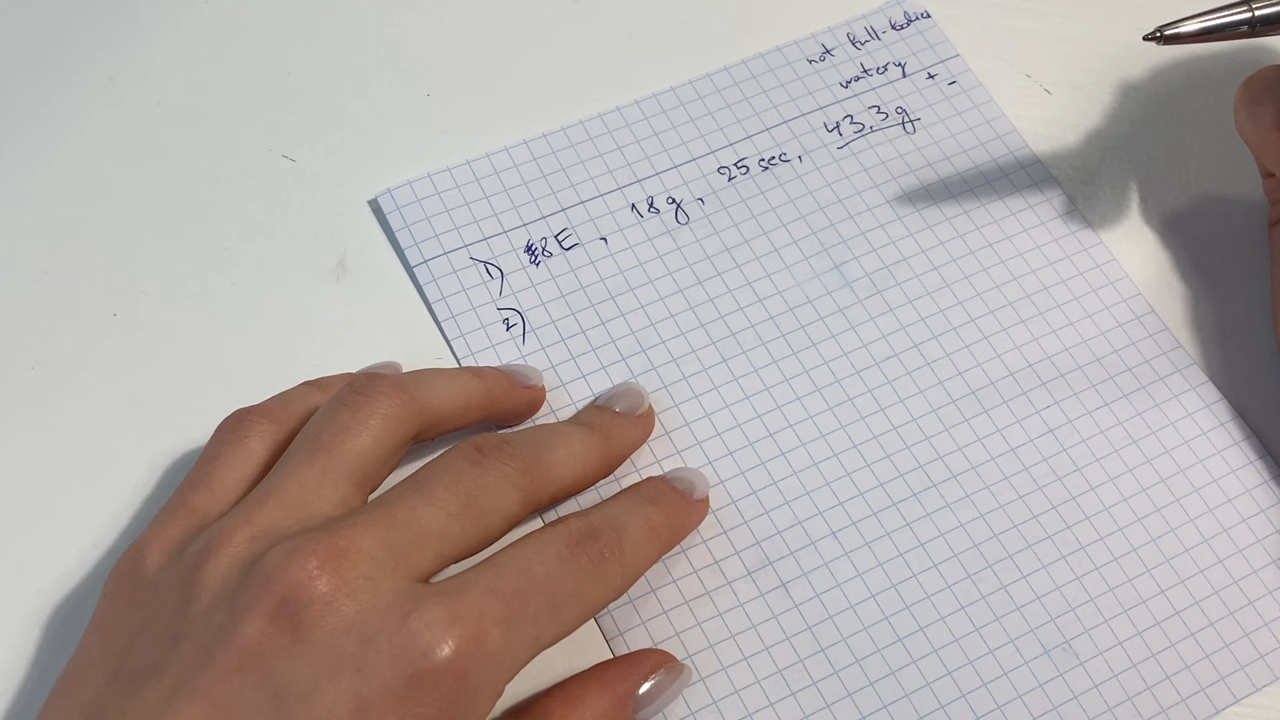 not full-bodied
watery + -
1) 8E, 18g, 25 sec, 43.3g
2)